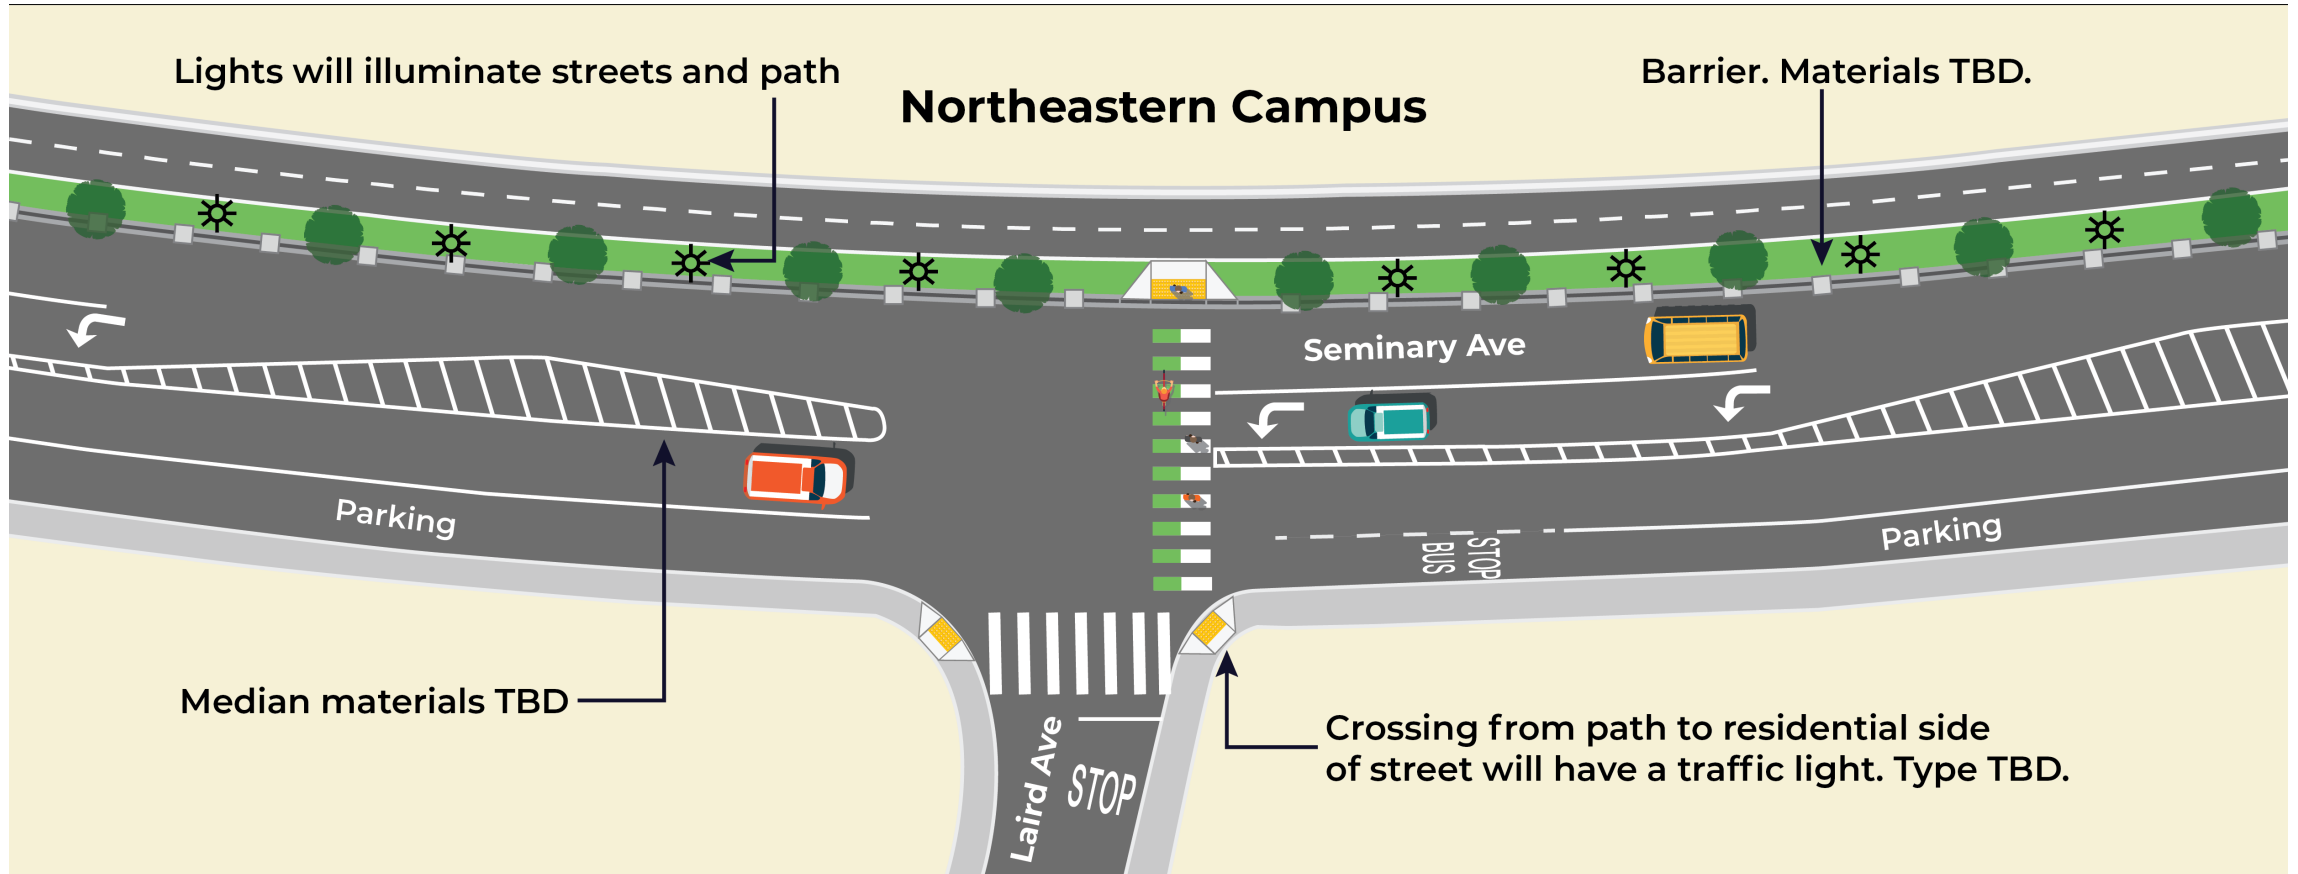 Lights will illuminate streets and path
Northeastern Campus
Barrier. Materials TBD.
Seminary Ave
Parking
STOP
BUS
Parking
Median materials TBD
Laird Ave
STOP
Crossing from path to residential side
of street will have a traffic light. Type TBD.